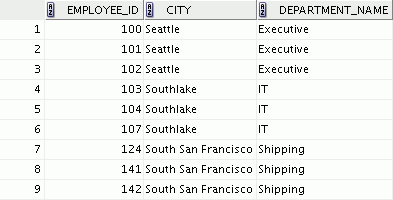 EMPLOYEE_ID CITY DEPARTMENT_NAME
1 100 Seattle Executive
2 101 Seattle Executive
3 102 Seattle Executive
4 103 Southlake IT
5 104 Southlake IT
6 107 Southlake IT
7 124 South San Francisco Shipping
8 141 South San Francisco Shipping
9 142 South San Francisco Shipping